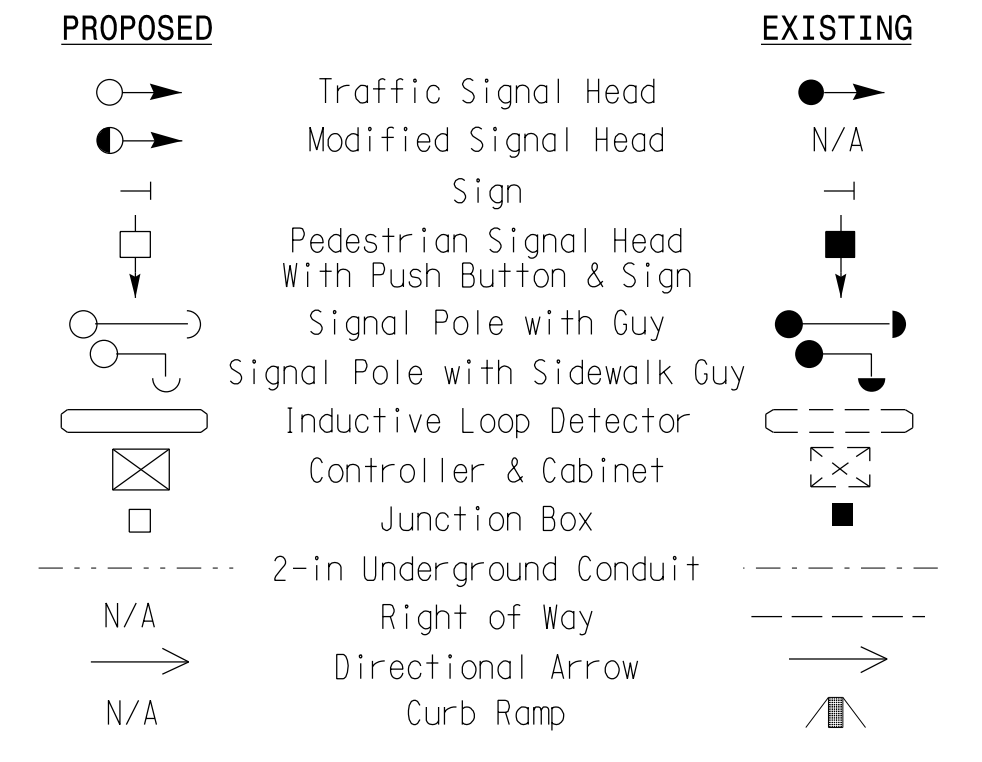 PROPOSED EXISTING
Traffic Signal Head
Modified Signal Head N/A
Sign
Pedestrian Signal Head
With Push Button & Sign
Signal Pole with Guy
Signal Pole with Sidewalk Guy
Inductive Loop Detector
Controller & Cabinet
Junction Box
2-in Underground Conduit
N/A Right of Way
Directional Arrow
N/A Curb Ramp